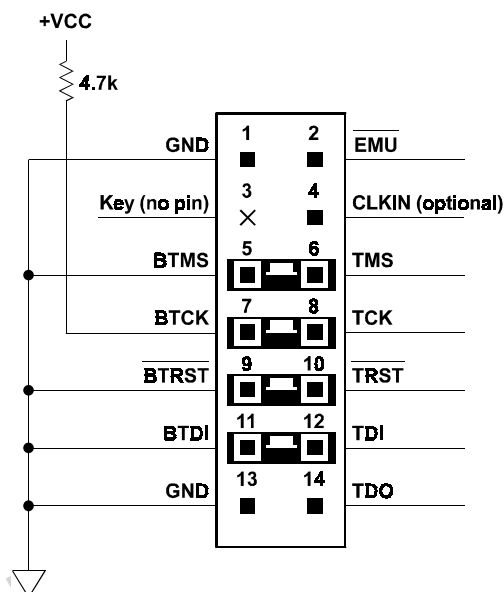 +VCC
4.7k
1 2
GND EMU
3 4
Key (no pin) CLKIN (optional)
5 6
BTMS TMS
7 8
BTCK TCK
9 10
BTRST TRST
11 12
BTDI TDI
13 14
GND TDO